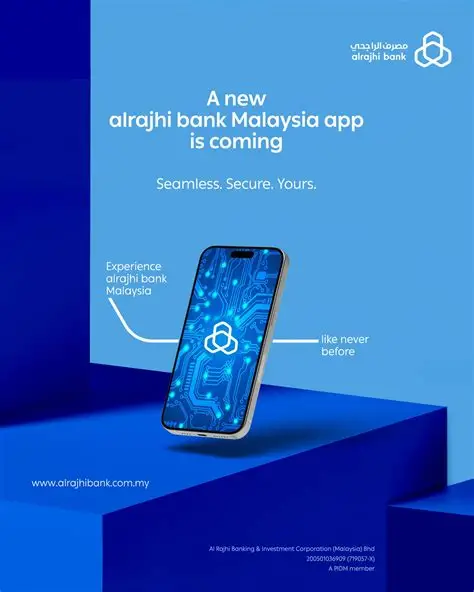 مصرف الراجحي
alrajhi bank
A new
alrajhi bank Malaysia app
is coming
Seamless. Secure. Yours.
Experience
alrajhi bank
Malaysia
like never
before
www.alrajhibank.com.my
Al Rajhi Banking & Investment Corporation (Malaysia) Bhd
200501036909 (719057-X)
A PIDM member